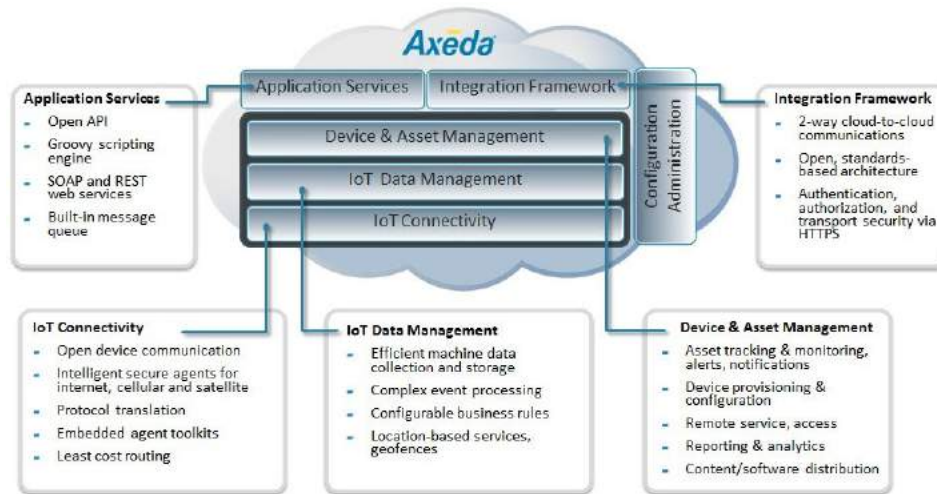 Axeda
Application Services
Integration Framework
Configuration
Administration
Device & Asset Management
IoT Data Management
IoT Connectivity
Application Services
- Open API
- Groovy scripting
engine
- SOAP and REST
web services
- Built-in message
queue
Integration Framework
- 2-way cloud-to-cloud
communications
- Open, standards-
based architecture
- Authentication,
authorization, and
transport security via
HTTPS
IoT Connectivity
- Open device communication
- Intelligent secure agents for
internet, cellular and satellite
- Protocol translation
- Embedded agent toolkits
- Least cost routing
IoT Data Management
- Efficient machine data
collection and storage
- Complex event processing
- Configurable business rules
- Location-based services,
geofences
Device & Asset Management
- Asset tracking & monitoring,
alerts, notifications
- Device provisioning &
configuration
- Remote service, access
- Reporting & analytics
- Content/software distribution